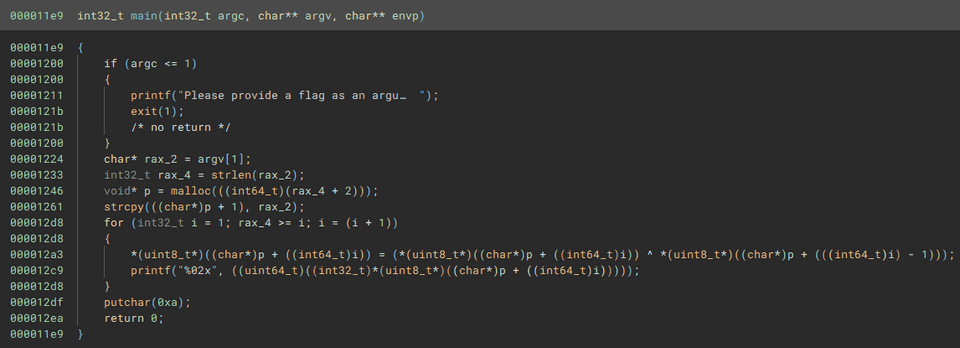 000011e9 int32_t main(int32_t argc, char** argv, char** envp)
000011e9 {
00001200 if (argc <= 1)
00001200 {
00001211 printf("Please provide a flag as an argu… ");
0000121b exit(1);
0000121b /* no return */
00001200 }
00001224 char* rax_2 = argv[1];
00001233 int32_t rax_4 = strlen(rax_2);
00001246 void* p = malloc(((int64_t)(rax_4 + 2)));
00001261 strcpy(((char*)p + 1), rax_2);
000012d8 for (int32_t i = 1; rax_4 >= i; i = (i + 1))
000012d8 {
000012a3 *(uint8_t*)((char*)p + ((int64_t)i)) = (*(uint8_t*)((char*)p + ((int64_t)i)) ^ *(uint8_t*)((char*)p + (((int64_t)i) - 1)));
000012c9 printf("%02x", ((uint64_t)((int32_t)*(uint8_t*)((char*)p + ((int64_t)i)))));
000012d8 }
000012df putchar(0xa);
000012ea return 0;
000011e9 }